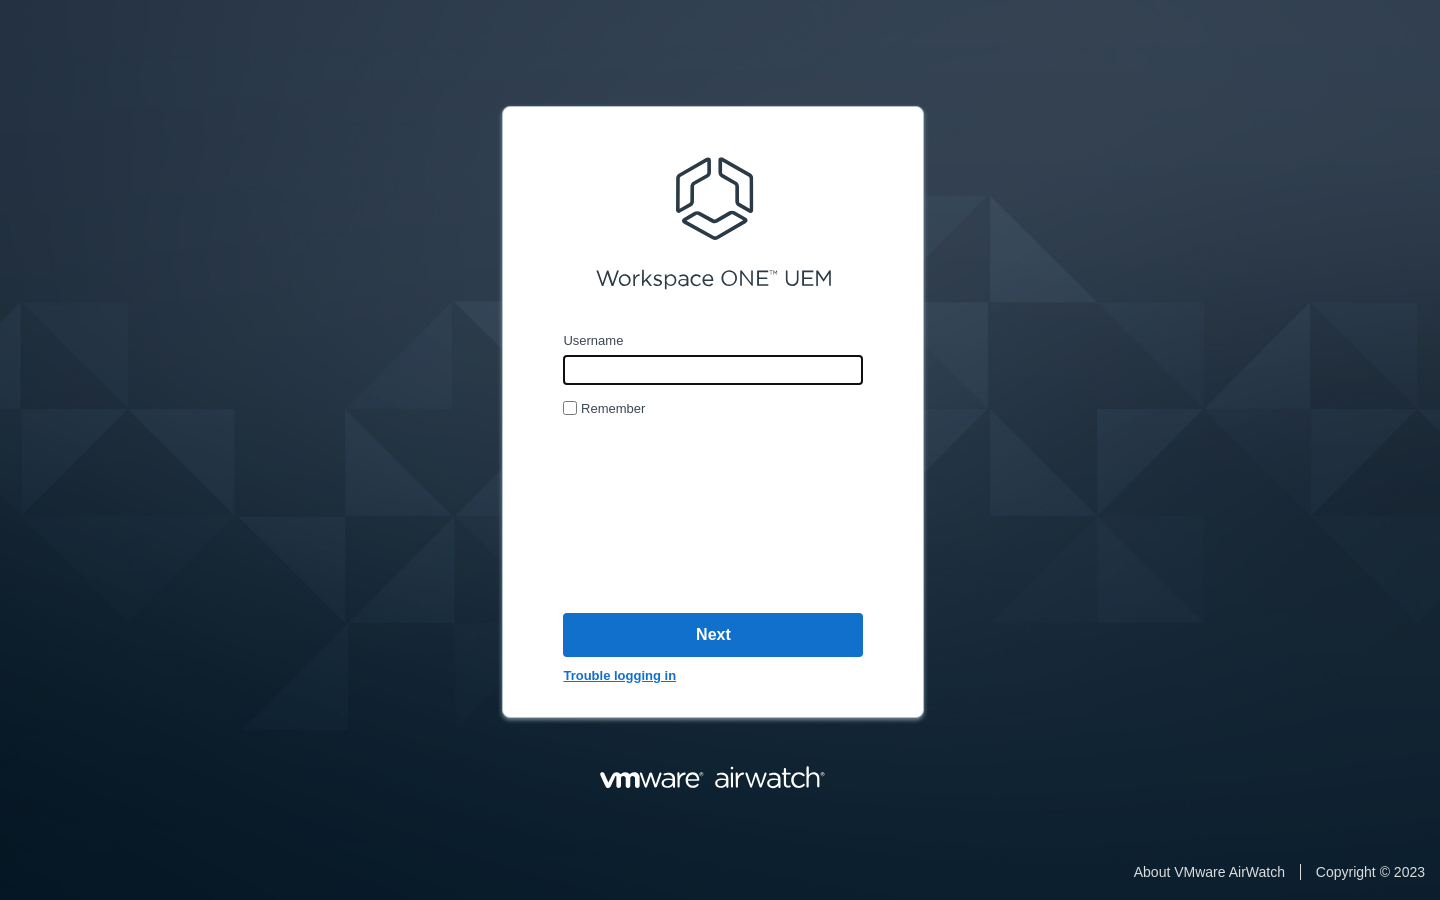 Workspace ONE™ UEM
Username
Remember
Next
Trouble logging in
vmware® airwatch®
About VMware AirWatch
Copyright © 2023